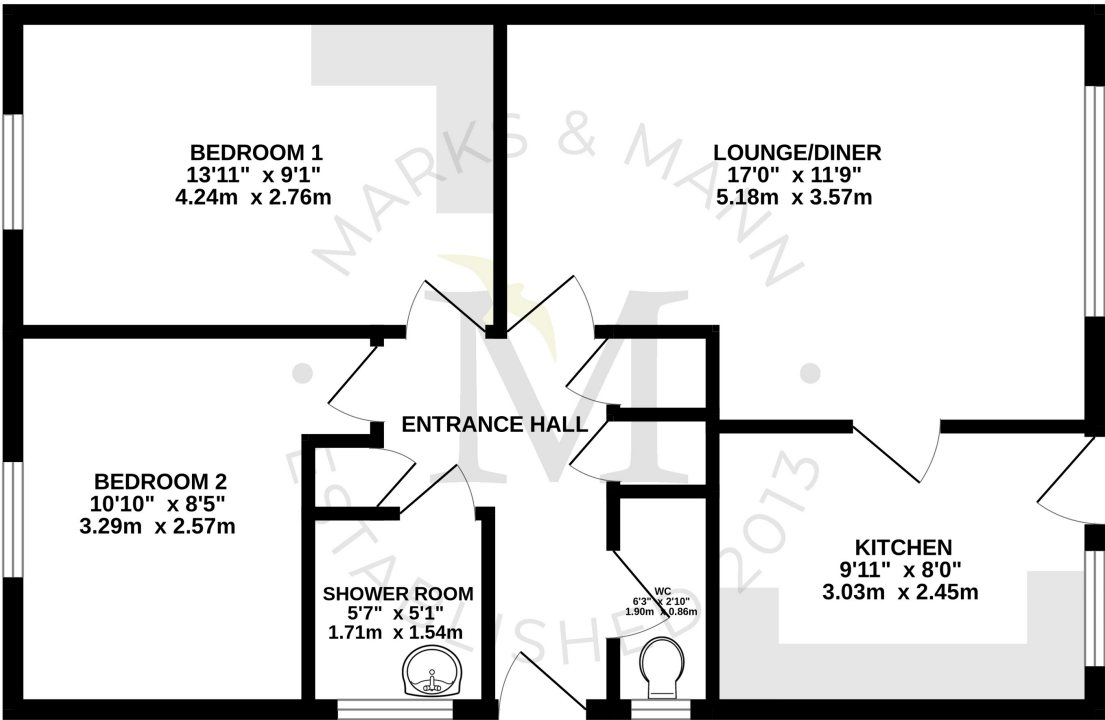 BEDROOM 1
13'11" x 9'1"
4.24m x 2.76m
LOUNGE/DINER
17'0" x 11'9"
5.18m x 3.57m
MARKS & MANN
M
ENTRANCE HALL
BEDROOM 2
10'10" x 8'5"
3.29m x 2.57m
SHOWER ROOM
5'7" x 5'1"
1.71m x 1.54m
WC
6'3" x 2'10"
1.90m x 0.86m
KITCHEN
9'11" x 8'0"
3.03m x 2.45m
ESTABLISHED 2013